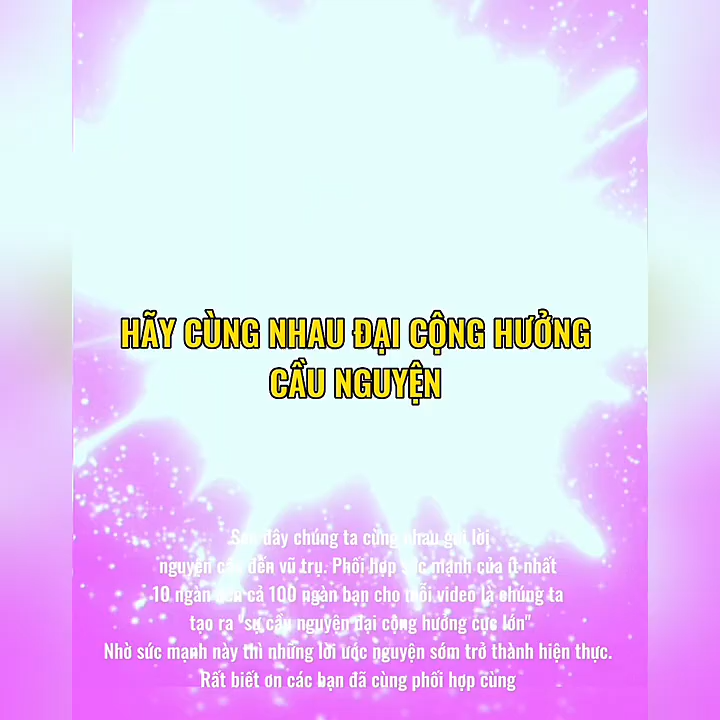 HÃY CÙNG NHAU ĐẠI CỘNG HƯỞNG
CẦU NGUYỆN
Sau đây chúng ta cùng nhau gửi lời
nguyện cầu đến vũ trụ. Phối hợp sức mạnh của ít nhất
10 ngàn đến cả 100 ngàn bạn cho mỗi video là chúng ta
tạo ra "sự cầu nguyện đại cộng hưởng cực lớn"
Nhờ sức mạnh này thì những lời ước nguyện sớm trở thành hiện thực.
Rất biết ơn các bạn đã cùng phối hợp cùng